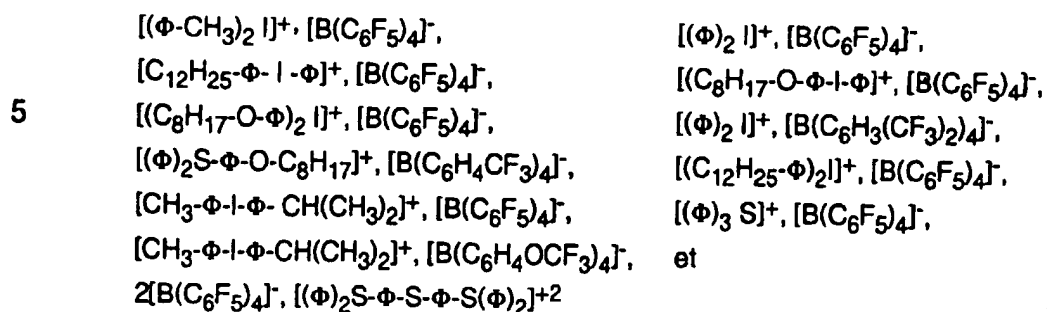 [(Φ-CH₃)₂ I]⁺, [B(C₆F₅)₄]⁻, [(Φ)₂ I]⁺, [B(C₆F₅)₄]⁻,
[C₁₂H₂₅-Φ- I -Φ]⁺, [B(C₆F₅)₄]⁻, [(C₈H₁₇-O-Φ-I-Φ]⁺, [B(C₆F₅)₄]⁻,
5 [(C₈H₁₇-O-Φ)₂ I]⁺, [B(C₆F₅)₄]⁻, [(Φ)₂ I]⁺, [B(C₆H₃(CF₃)₂)₄]⁻,
[(Φ)₂S-Φ-O-C₈H₁₇]⁺, [B(C₆H₄CF₃)₄]⁻, [(C₁₂H₂₅-Φ)₂I]⁺, [B(C₆F₅)₄]⁻,
[CH₃-Φ-I-Φ- CH(CH₃)₂]⁺, [B(C₆F₅)₄]⁻, [(Φ)₃ S]⁺, [B(C₆F₅)₄]⁻,
[CH₃-Φ-I-Φ-CH(CH₃)₂]⁺, [B(C₆H₄OCF₃)₄]⁻, et
2[B(C₆F₅)₄]⁻, [(Φ)₂S-Φ-S-Φ-S(Φ)₂]⁺²